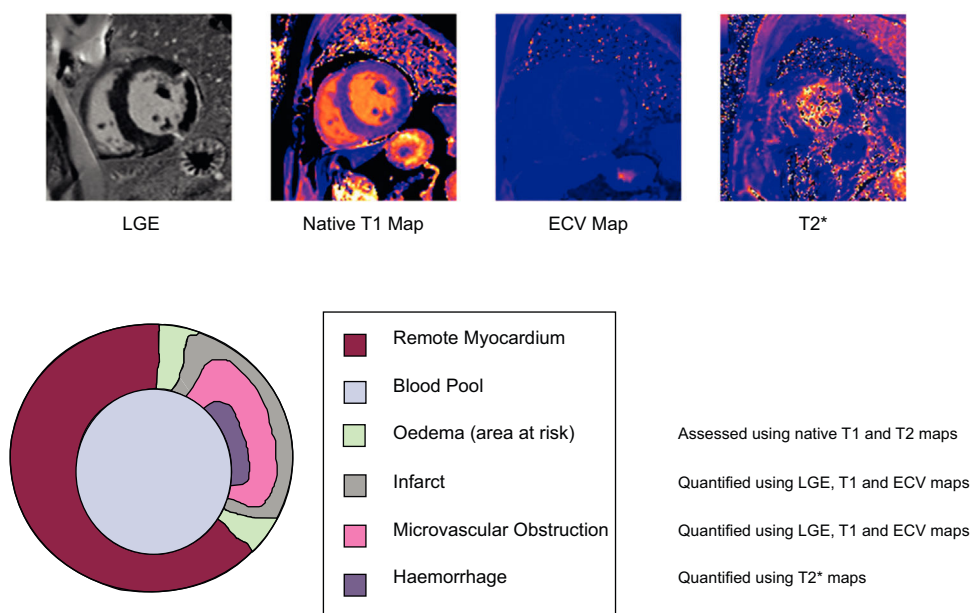 LGE
Native T1 Map
ECV Map
T2*
Remote Myocardium
Blood Pool
Oedema (area at risk)
Assessed using native T1 and T2 maps
Infarct
Quantified using LGE, T1 and ECV maps
Microvascular Obstruction
Quantified using LGE, T1 and ECV maps
Haemorrhage
Quantified using T2* maps